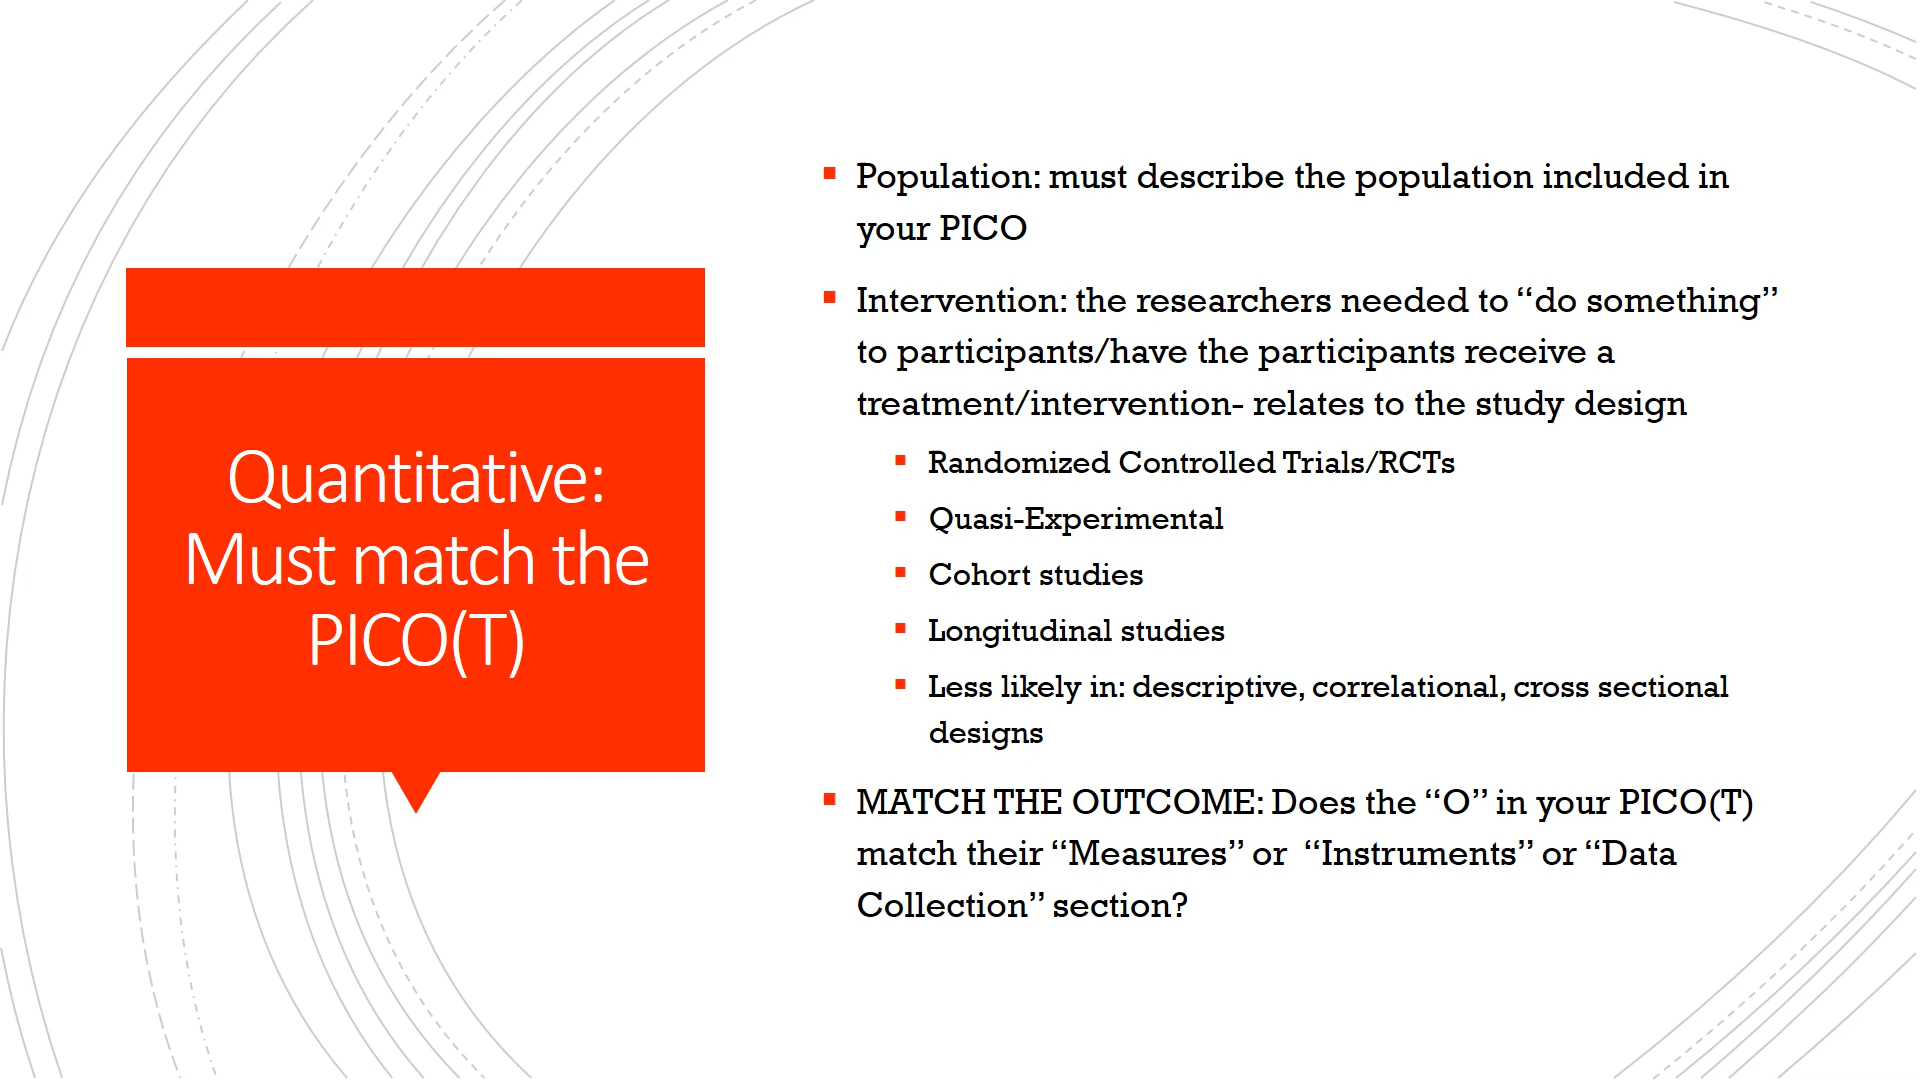 Quantitative:
Must match the
PICO(T)
Population: must describe the population included in
your PICO
Intervention: the researchers needed to “do something”
to participants/have the participants receive a
treatment/intervention- relates to the study design
Randomized Controlled Trials/RCTs
Quasi-Experimental
Cohort studies
Longitudinal studies
Less likely in: descriptive, correlational, cross sectional
designs
MATCH THE OUTCOME: Does the “O” in your PICO(T)
match their “Measures” or “Instruments” or “Data
Collection” section?